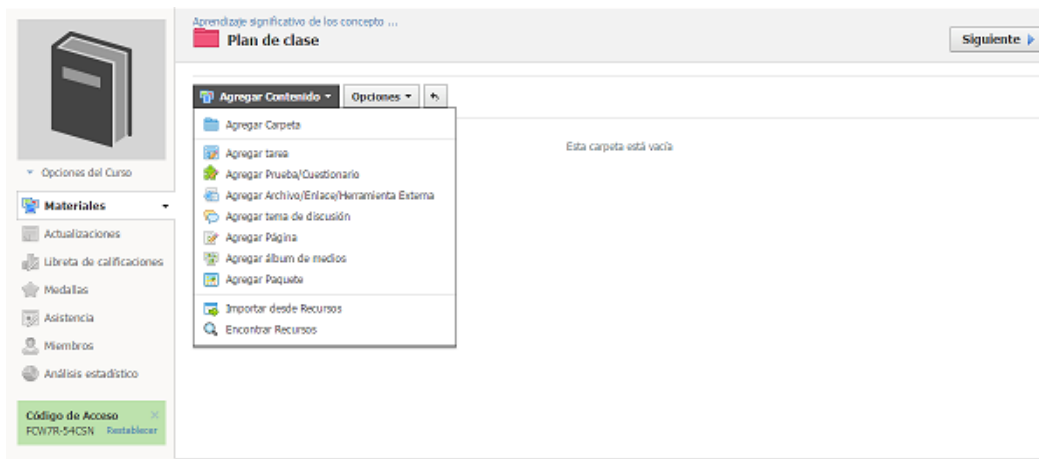 Aprendizaje significativo de los concepto ...
Plan de clase
Siguiente
Agregar Contenido
Opciones
Agregar Carpeta
Agregar tarea
Agregar Prueba/Cuestionario
Agregar Archivo/Enlace/Herramienta Externa
Agregar tema de discusión
Agregar Página
Agregar álbum de medios
Agregar Paquete
Importar desde Recursos
Encontrar Recursos
Esta carpeta está vacía
Opciones del Curso
Materiales
Actualizaciones
Libreta de calificaciones
Medallas
Asistencia
Miembros
Análisis estadístico
Código de Acceso
FCW7R-54CSN Restablecer